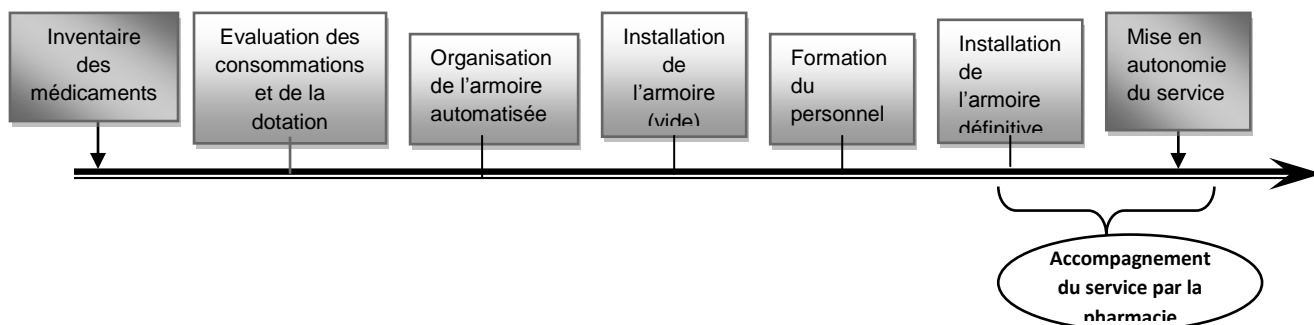 Inventaire
des
médicaments
Evaluation des
consommations
et de la
dotation
Organisation
de l’armoire
automatisée
Installation
de
l’armoire
(vide)
Formation
du
personnel
Installation
de
l’armoire
définitive
Mise en
autonomie
du service
Accompagnement
du service par la
pharmacie